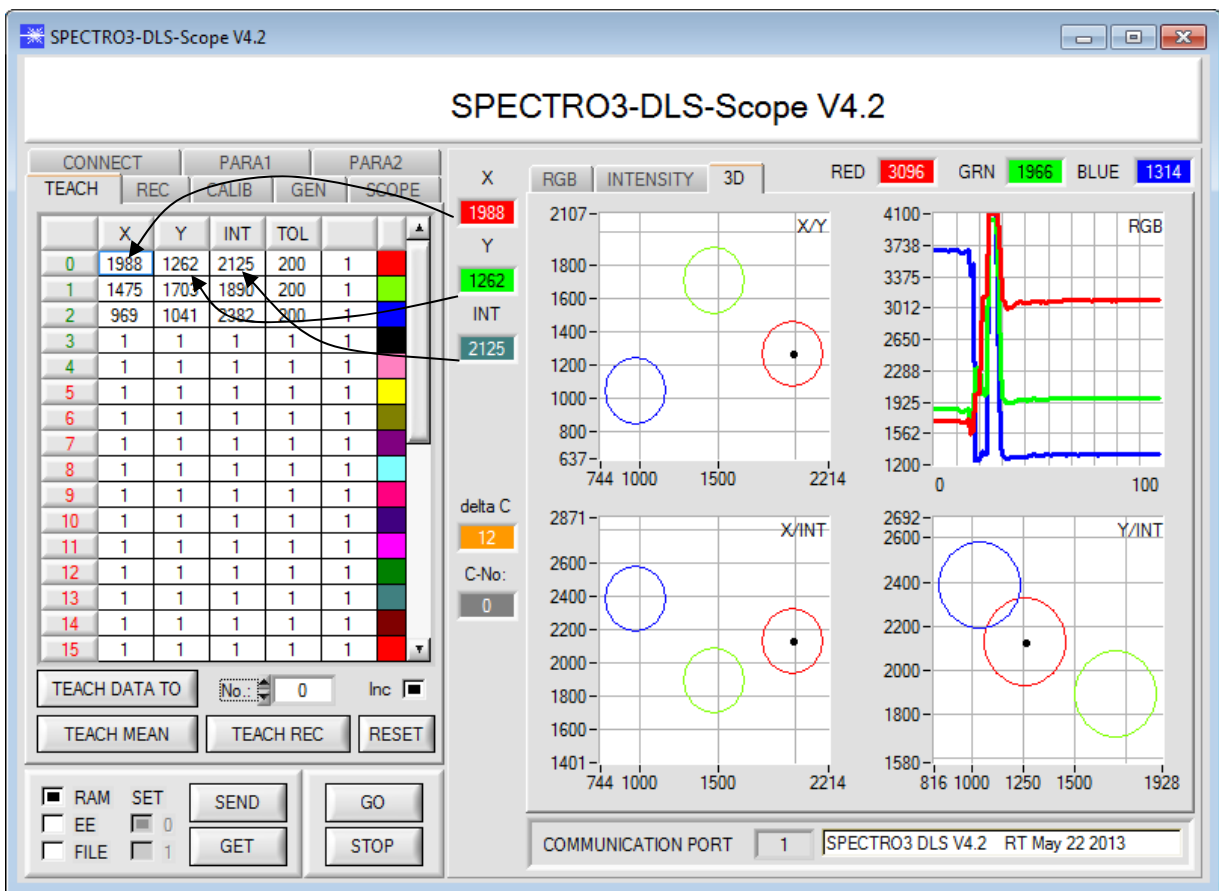 SPECTRO3-DLS-Scope V4.2
SPECTRO3-DLS-Scope V4.2
CONNECT PARA1 PARA2
TEACH REC CALIB GEN SCOPE
X Y INT TOL
0 1988 1262 2125 200 1
1 1475 1703 1890 200 1
2 969 1041 2382 200 1
3 1 1 1 1 1
4 1 1 1 1 1
5 1 1 1 1 1
6 1 1 1 1 1
7 1 1 1 1 1
8 1 1 1 1 1
9 1 1 1 1 1
10 1 1 1 1 1
11 1 1 1 1 1
12 1 1 1 1 1
13 1 1 1 1 1
14 1 1 1 1 1
15 1 1 1 1 1
TEACH DATA TO No.: 0 Inc
TEACH MEAN TEACH REC RESET
RAM SET SEND GO
EE 0
FILE 1 GET STOP
X
1988
Y
1262
INT
2125
delta C
12
C-No:
0
RGB INTENSITY 3D
RED 3096 GRN 1966 BLUE 1314
X/Y
2107
1800
1600
1400
1200
1000
800
637
744 1000 1500 2214
RGB
4100
3738
3375
3012
2650
2288
1925
1562
1200
0 100
X/INT
2871
2600
2400
2200
2000
1800
1600
1401
744 1000 1500 2214
Y/INT
2692
2600
2400
2200
2000
1800
1580
816 1000 1250 1500 1928
COMMUNICATION PORT 1 SPECTRO3 DLS V4.2 RT May 22 2013